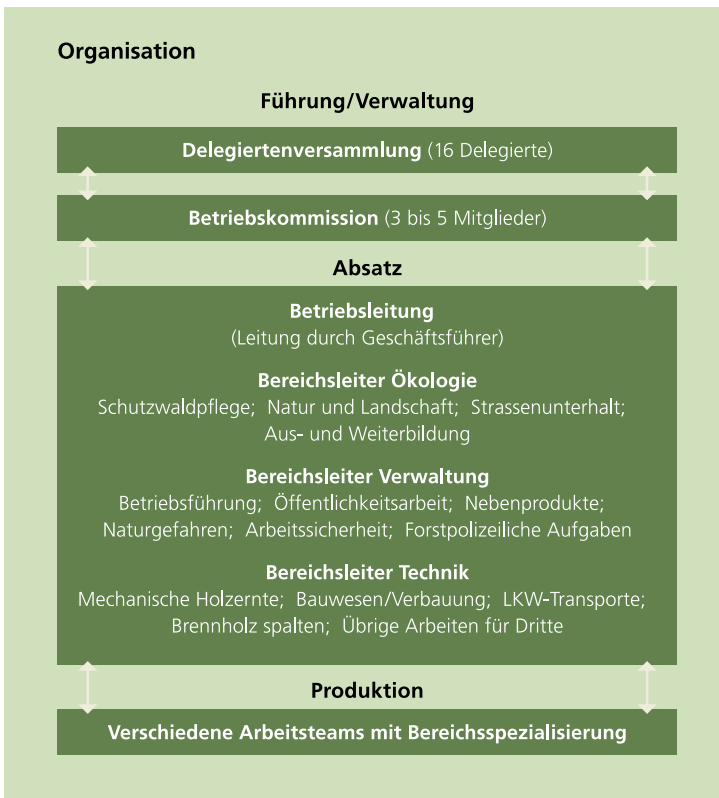 Organisation
Führung/Verwaltung
Delegiertenversammlung (16 Delegierte)
Betriebskommission (3 bis 5 Mitglieder)
Absatz
Betriebsleitung
(Leitung durch Geschäftsführer)
Bereichsleiter Ökologie
Schutzwaldpflege; Natur und Landschaft; Strassenunterhalt;
Aus- und Weiterbildung
Bereichsleiter Verwaltung
Betriebsführung; Öffentlichkeitsarbeit; Nebenprodukte;
Naturgefahren; Arbeitssicherheit; Forstpolizeiliche Aufgaben
Bereichsleiter Technik
Mechanische Holzernte; Bauwesen/Verbauung; LKW-Transporte;
Brennholz spalten; Übrige Arbeiten für Dritte
Produktion
Verschiedene Arbeitsteams mit Bereichsspezialisierung